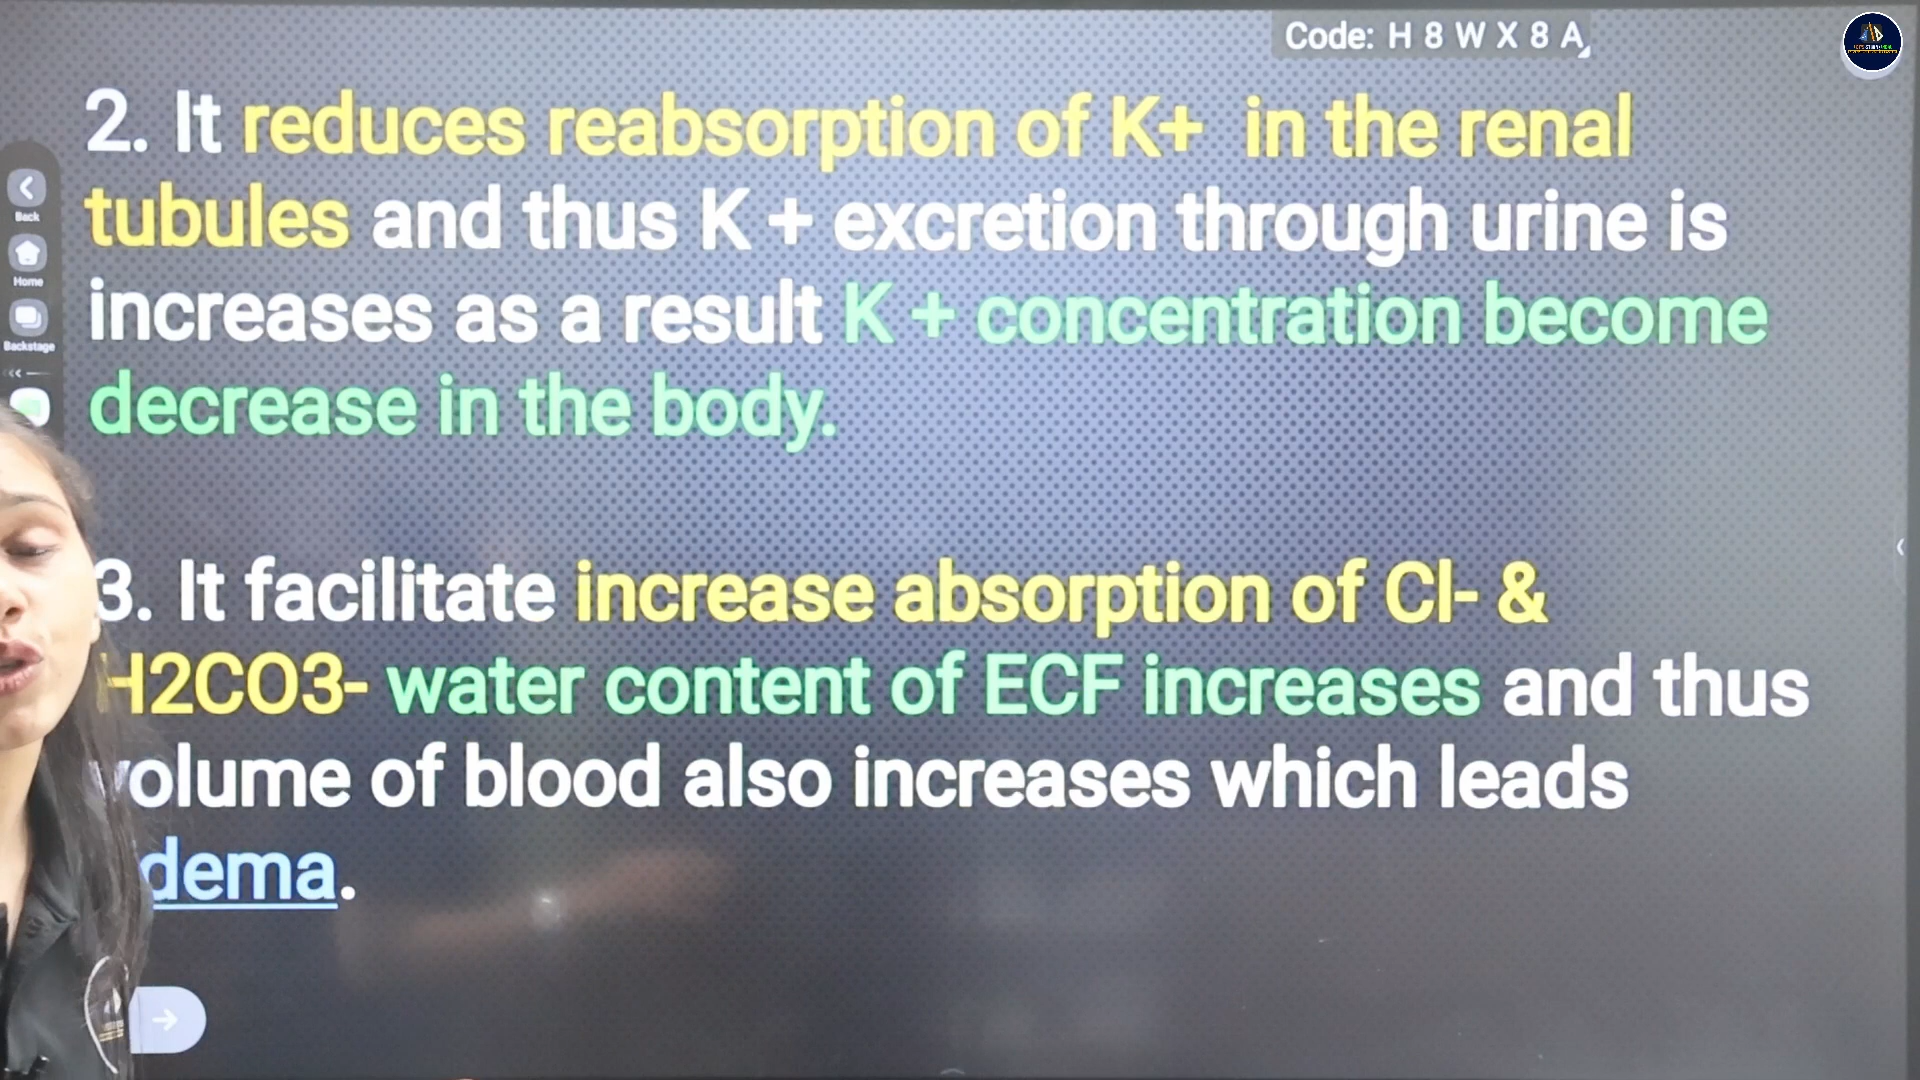 Code: H 8 W X 8 A
2. It reduces reabsorption of K+ in the renal
tubules and thus K + excretion through urine is
increases as a result K + concentration become
decrease in the body.
Back
Home
Backstage
3. It facilitate increase absorption of Cl- &
H2CO3- water content of ECF increases and thus
volume of blood also increases which leads
dema.